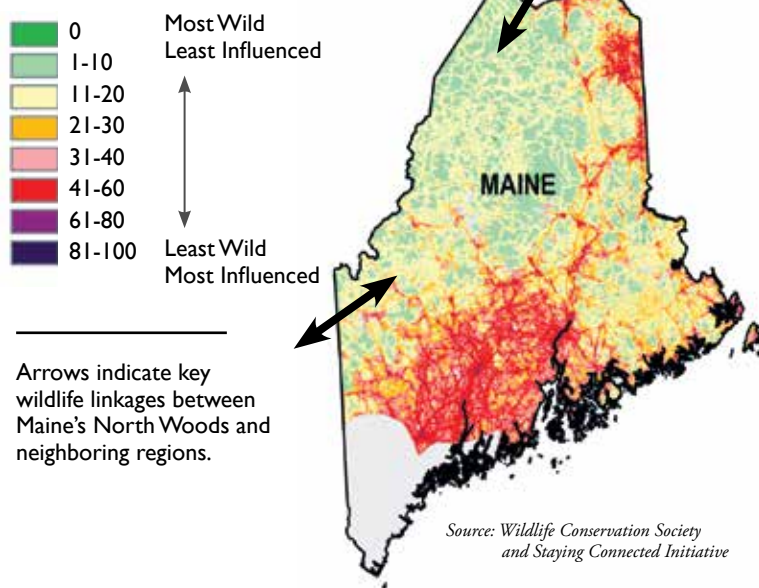 0
1-10
11-20
21-30
31-40
41-60
61-80
81-100
Most Wild
Least Influenced
Least Wild
Most Influenced
Arrows indicate key
wildlife linkages between
Maine's North Woods and
neighboring regions.
MAINE
Source: Wildlife Conservation Society
and Staying Connected Initiative